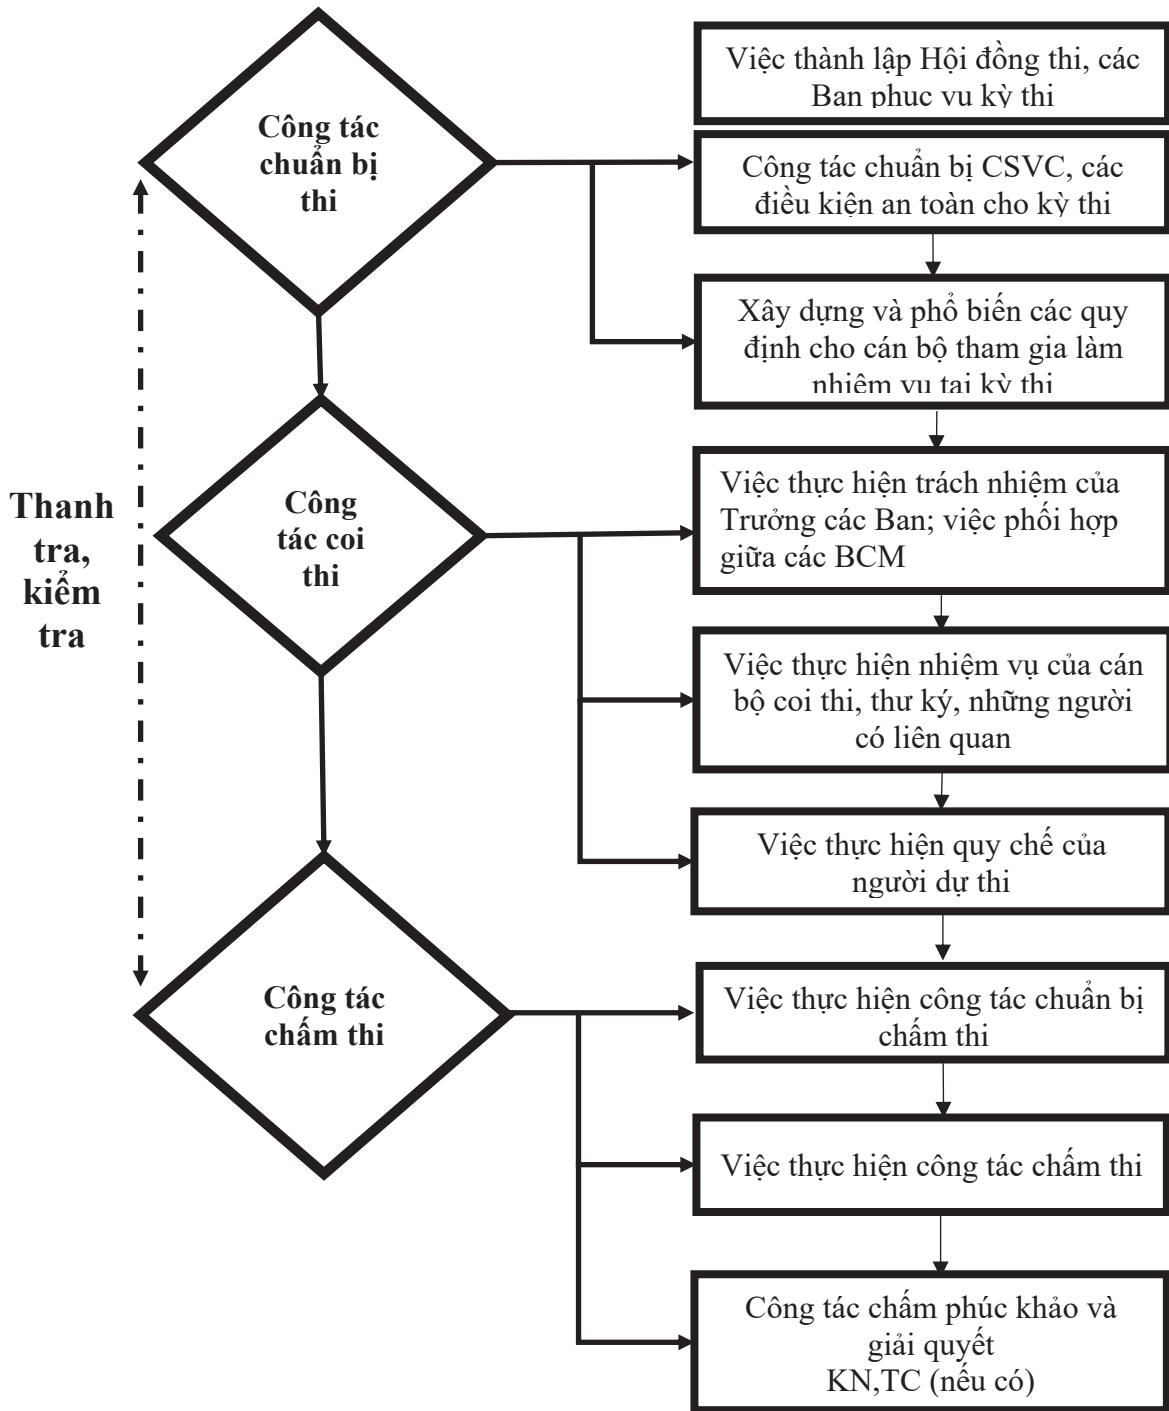 Việc thành lập Hội đồng thi, các
Ban phục vụ kỳ thi
Công tác
chuẩn bị
thi
Công tác chuẩn bị CSVC, các
điều kiện an toàn cho kỳ thi
Xây dựng và phổ biến các quy
định cho cán bộ tham gia làm
nhiệm vụ tại kỳ thi
Thanh
tra,
kiểm
tra
Công
tác coi
thi
Việc thực hiện trách nhiệm của
Trưởng các Ban; việc phối hợp
giữa các BCM
Việc thực hiện nhiệm vụ của cán
bộ coi thi, thư ký, những người
có liên quan
Việc thực hiện quy chế của
người dự thi
Công tác
chấm thi
Việc thực hiện công tác chuẩn bị
chấm thi
Việc thực hiện công tác chấm thi
Công tác chấm phúc khảo và
giải quyết
KN,TC (nếu có)